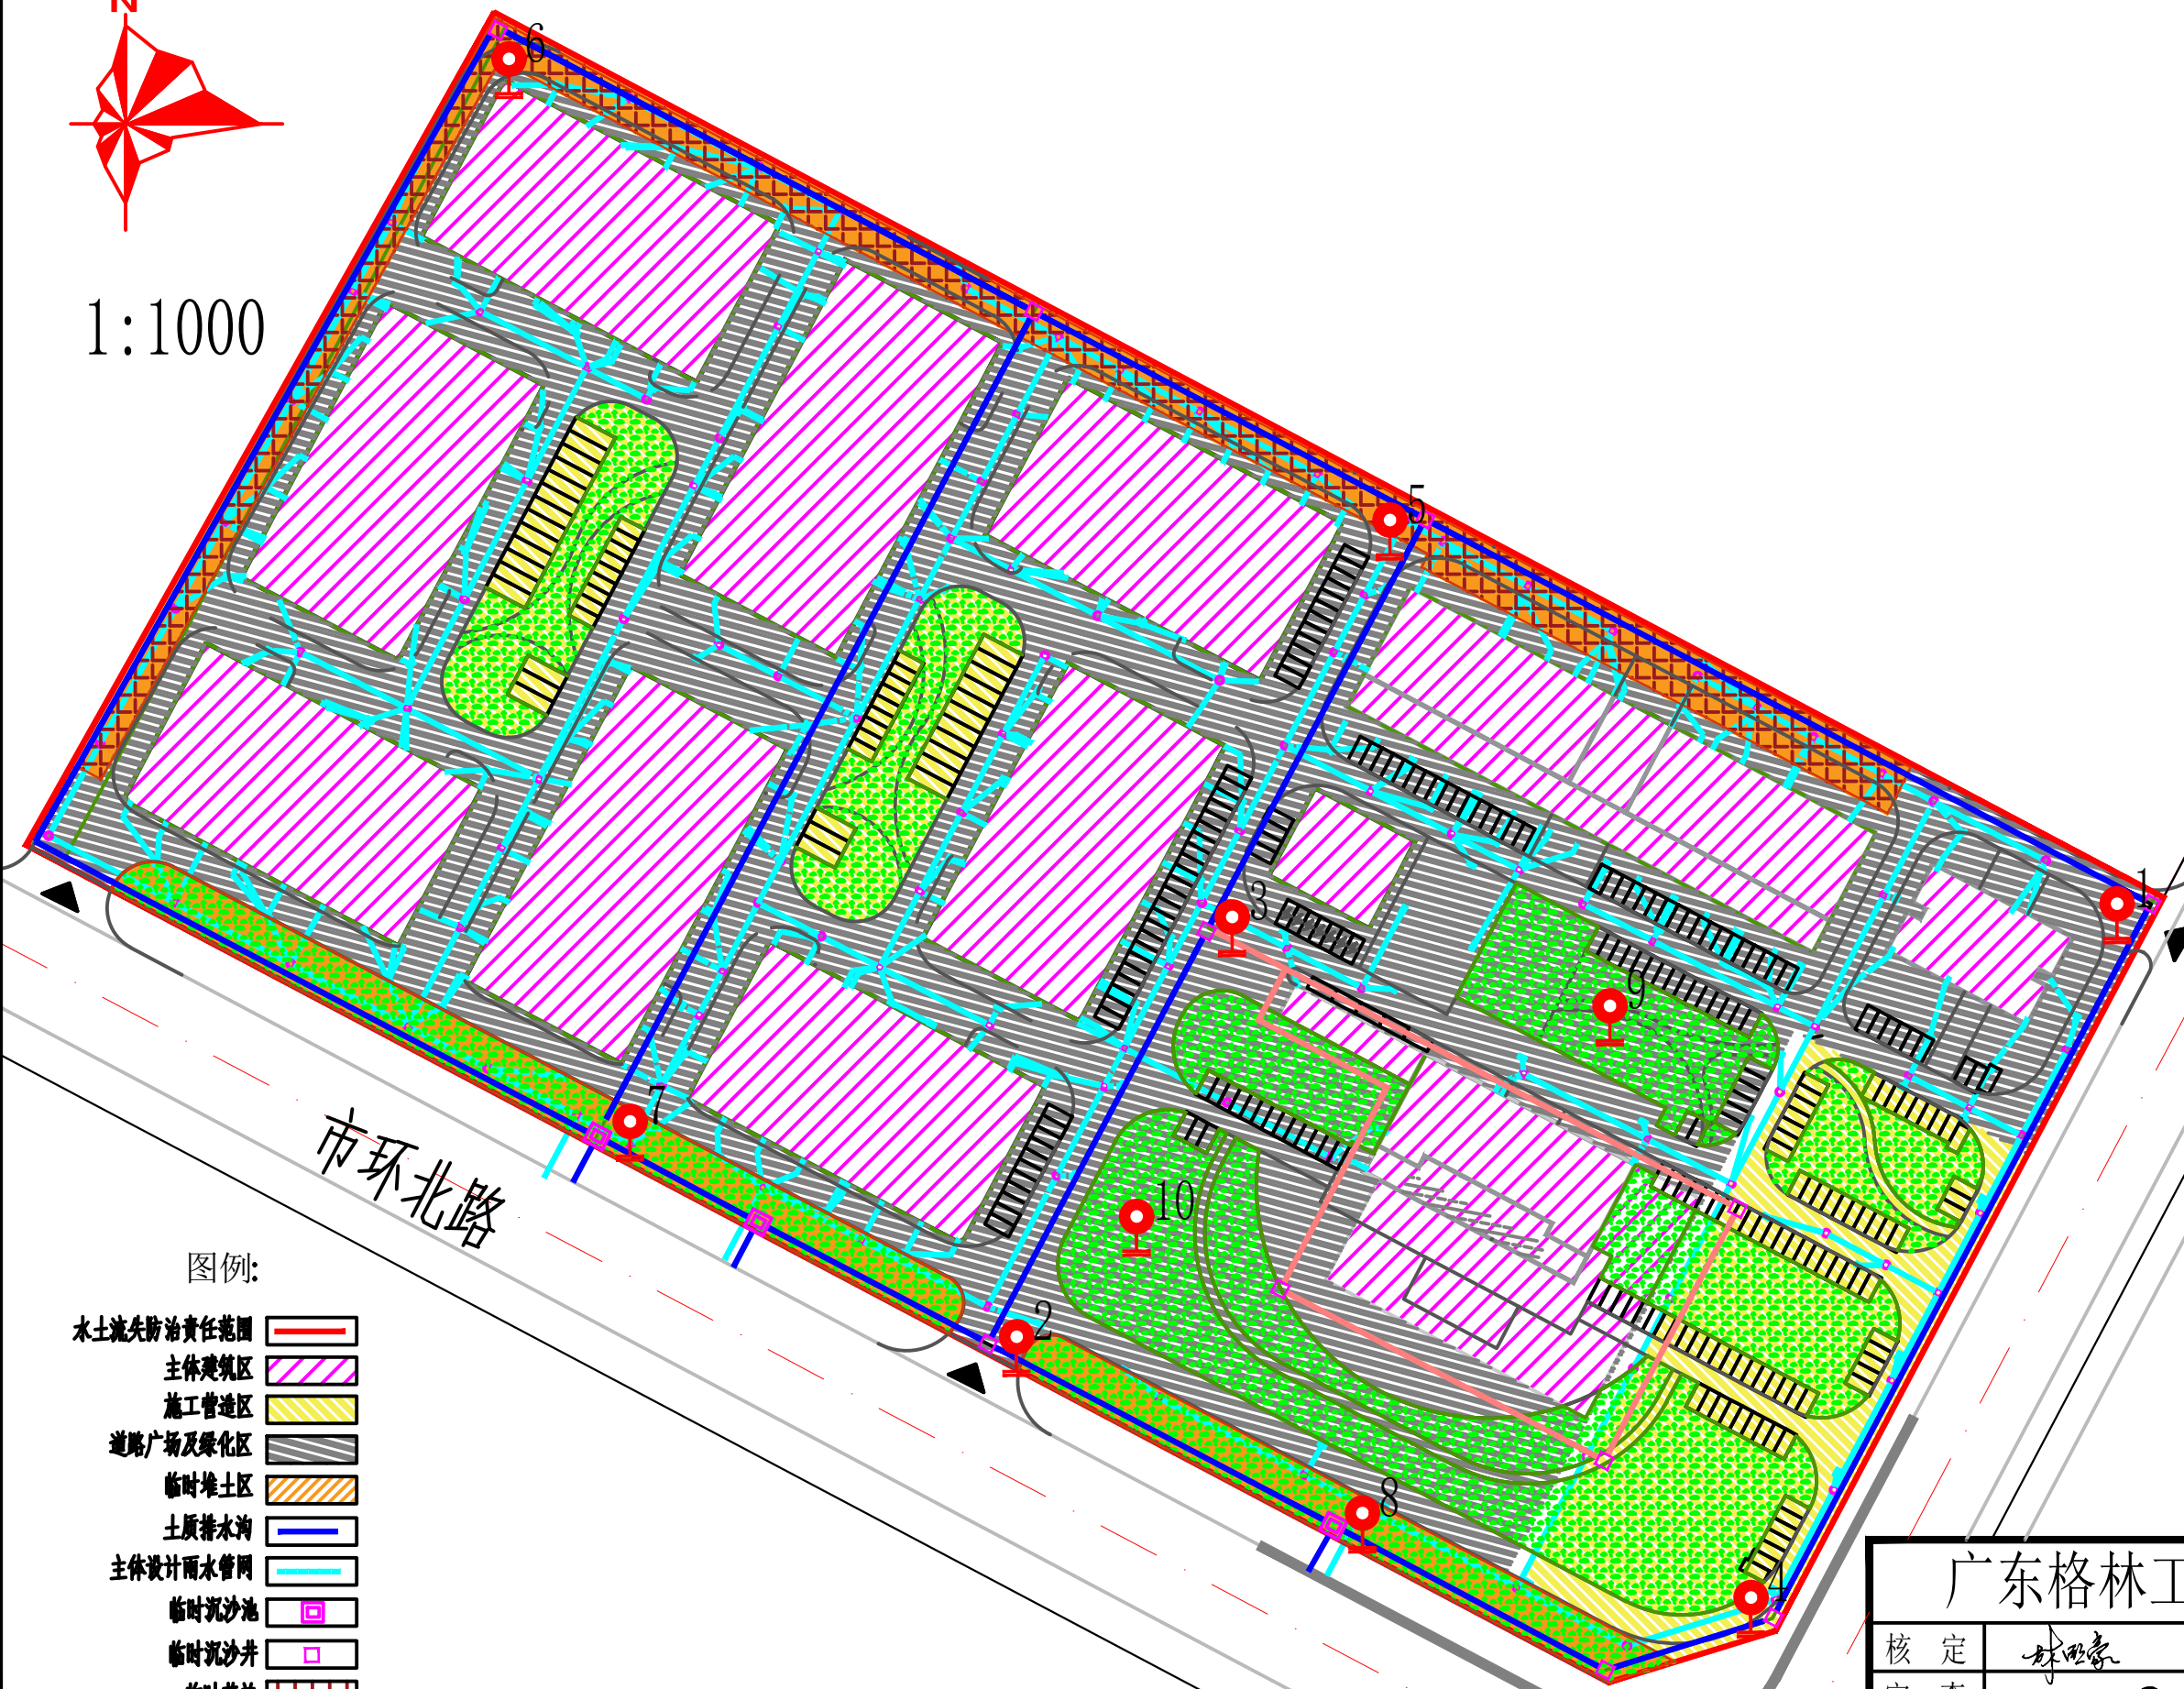 N
6
1:1000
5
1
3
9
7
市环北路
10
2
8
4
图例:
水土流失防治责任范围
主体建筑区
施工营造区
道路广场及绿化区
临时堆土区
土质排水沟
主体设计雨水管网
临时沉沙池
临时沉沙井
广东格林工
核 定